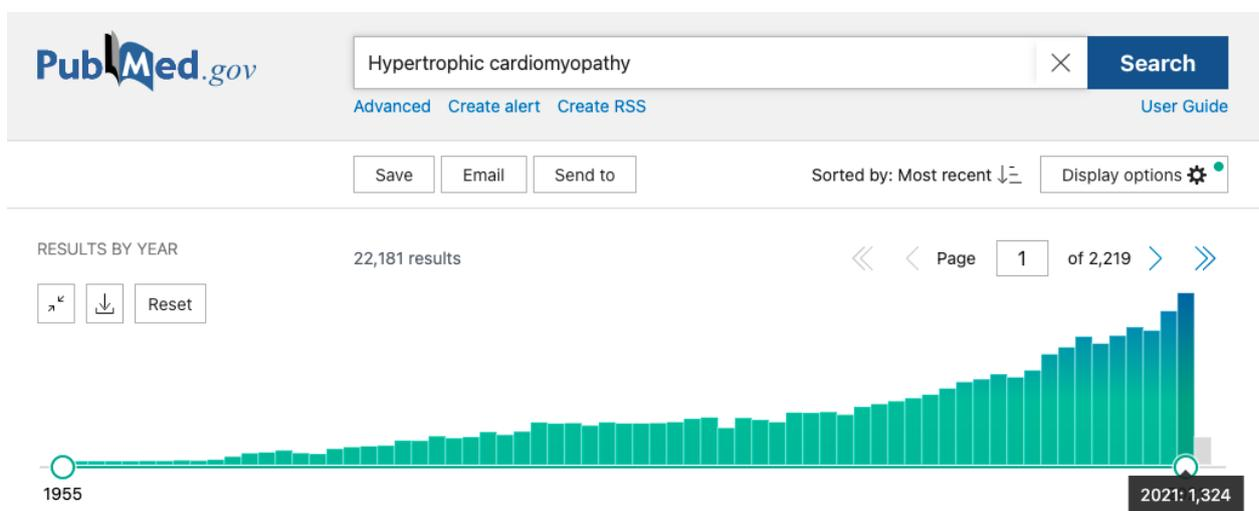 PubMed.gov
Hypertrophic cardiomyopathy
Search
Advanced Create alert Create RSS User Guide
Save Email Send to Sorted by: Most recent Display options
RESULTS BY YEAR
22,181 results
Page 1 of 2,219
Reset
1955
2021: 1,324